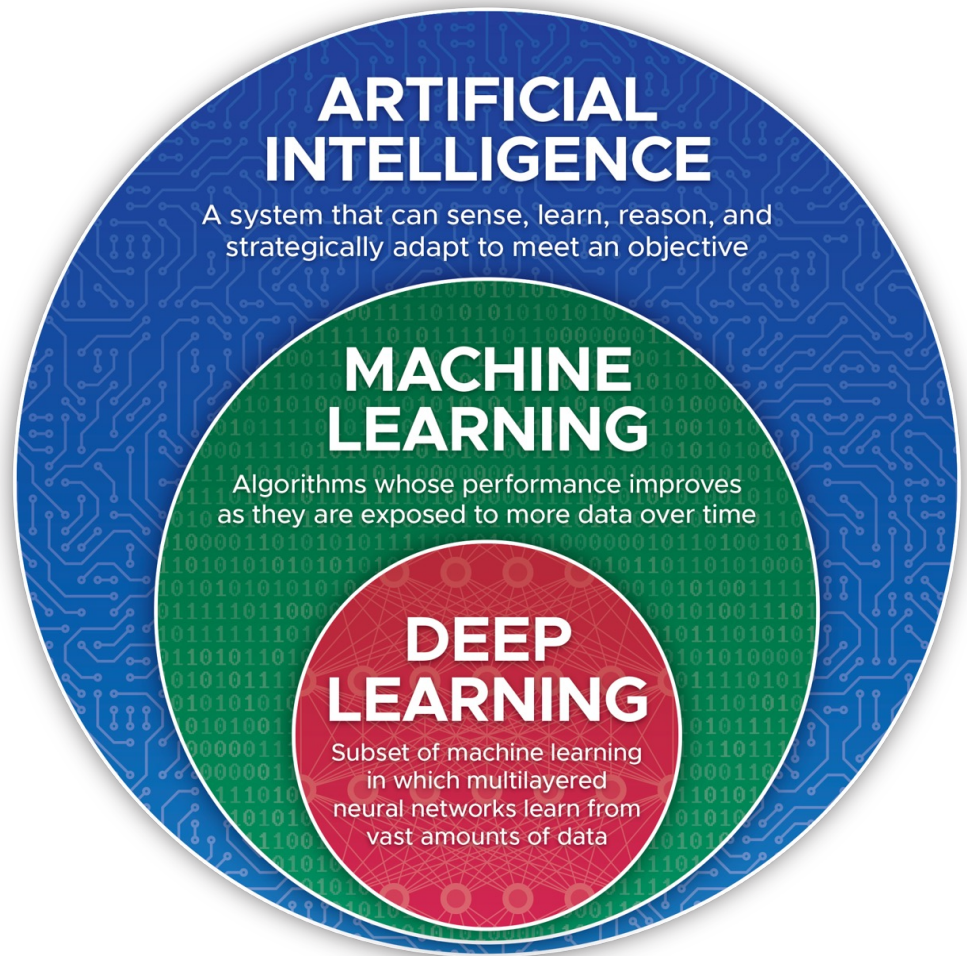 ARTIFICIAL
INTELLIGENCE
A system that can sense, learn, reason, and
strategically adapt to meet an objective
MACHINE
LEARNING
Algorithms whose performance improves
as they are exposed to more data over time
DEEP
LEARNING
Subset of machine learning
in which multilayered
neural networks learn from
vast amounts of data